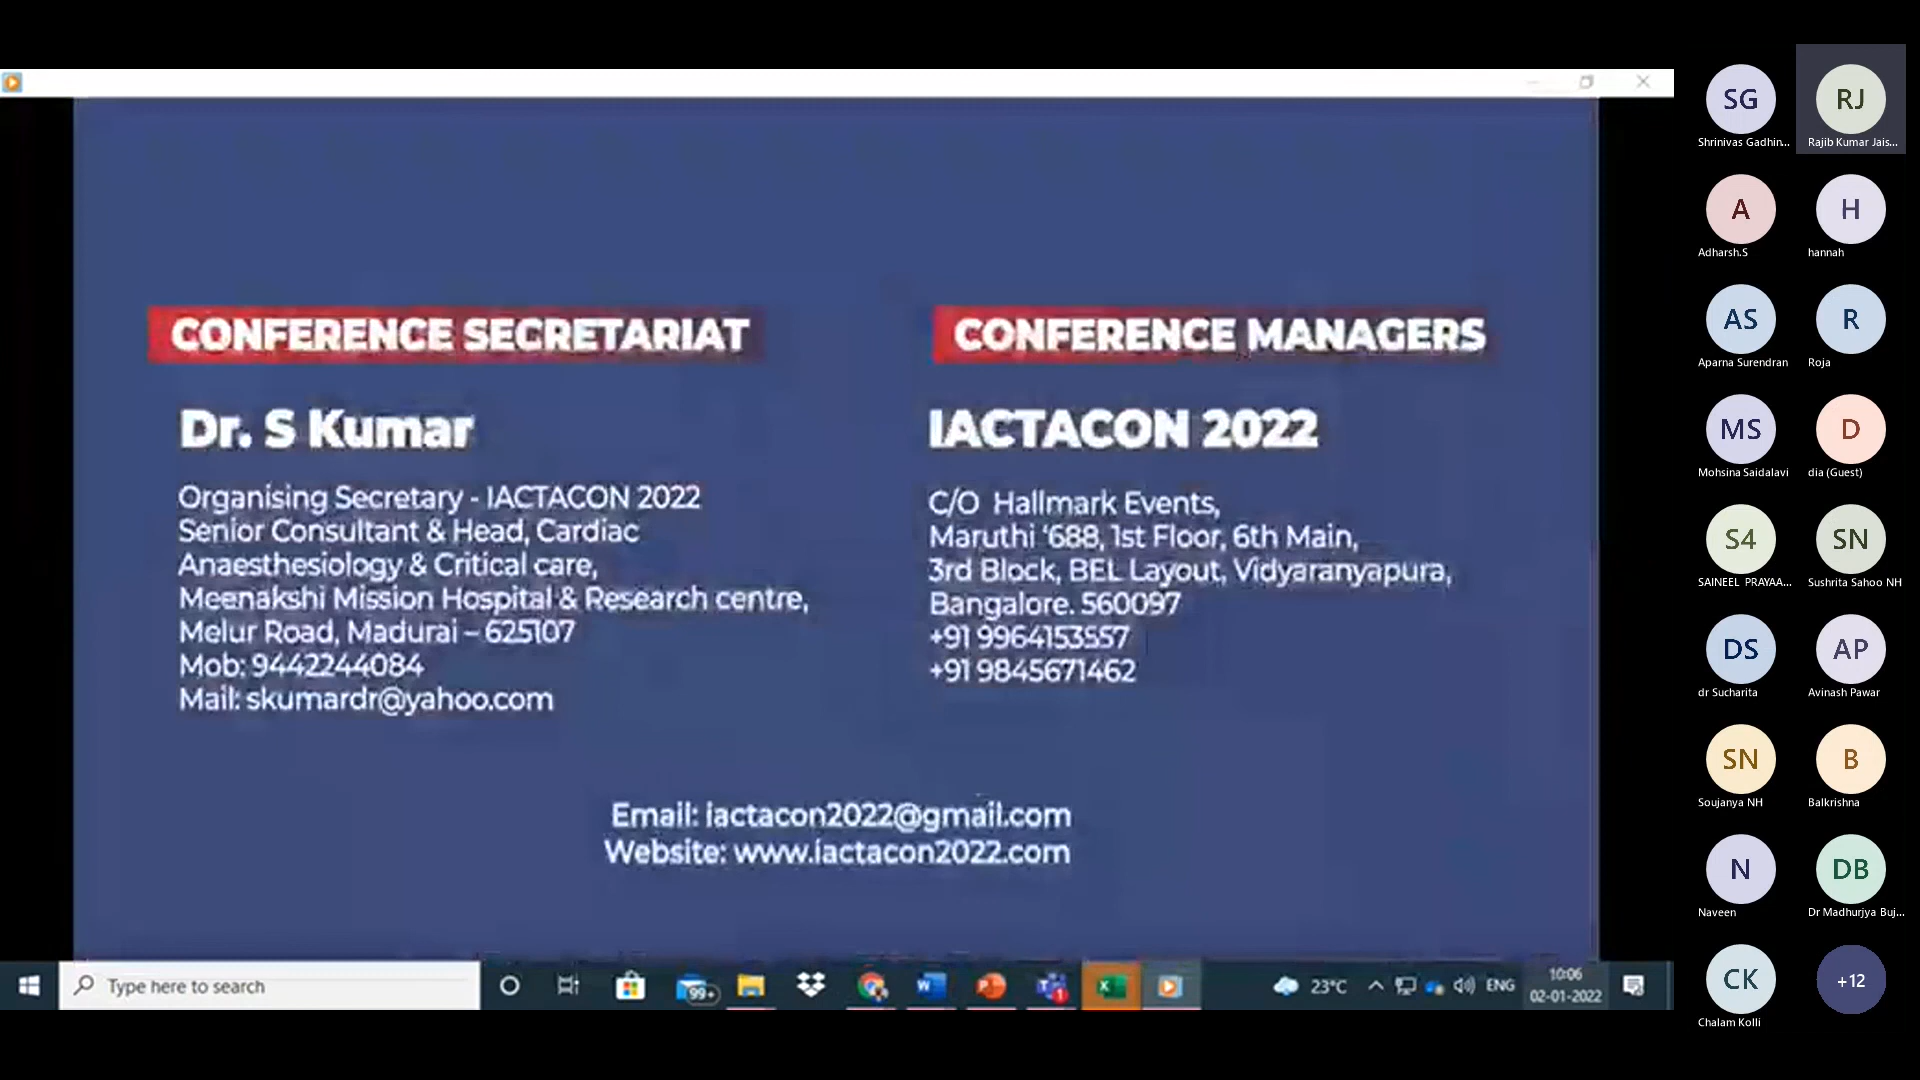 CONFERENCE SECRETARIAT
Dr. S Kumar
Organising Secretary - IACTACON 2022
Senior Consultant & Head, Cardiac
Anaesthesiology & Critical care,
Meenakshi Mission Hospital & Research centre,
Melur Road, Madurai – 625107
Mob: 9442244084
Mail: skumardr@yahoo.com
CONFERENCE MANAGERS
IACTACON 2022
C/O Hallmark Events,
Maruthi ‘688, 1st Floor, 6th Main,
3rd Block, BEL Layout, Vidyaranyapura,
Bangalore. 560097
+91 9964153557
+91 9845671462
Email: iactacon2022@gmail.com
Website: www.iactacon2022.com
Type here to search
99+
1
23°C
ENG
10:06
02-01-2022
SG
Shrinivas Gadhin...
RJ
Rajib Kumar Jais...
A
Adharsh.S
H
hannah
AS
Aparna Surendran
R
Roja
MS
Mohsina Saidalavi
D
dia (Guest)
S4
SAINEEL PRAYAA...
SN
Sushrita Sahoo NH
DS
dr Sucharita
AP
Avinash Pawar
SN
Soujanya NH
B
Balkrishna
N
Naveen
DB
Dr Madhurjya Buj...
CK
Chalam Kolli
+12